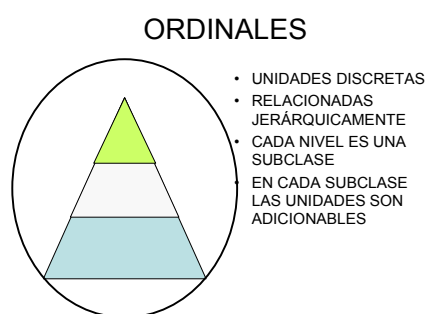 ORDINALES
• UNIDADES DISCRETAS
• RELACIONADAS
JERÁRQUICAMENTE
• CADA NIVEL ES UNA
SUBCLASE
• EN CADA SUBCLASE
LAS UNIDADES SON
ADICIONABLES